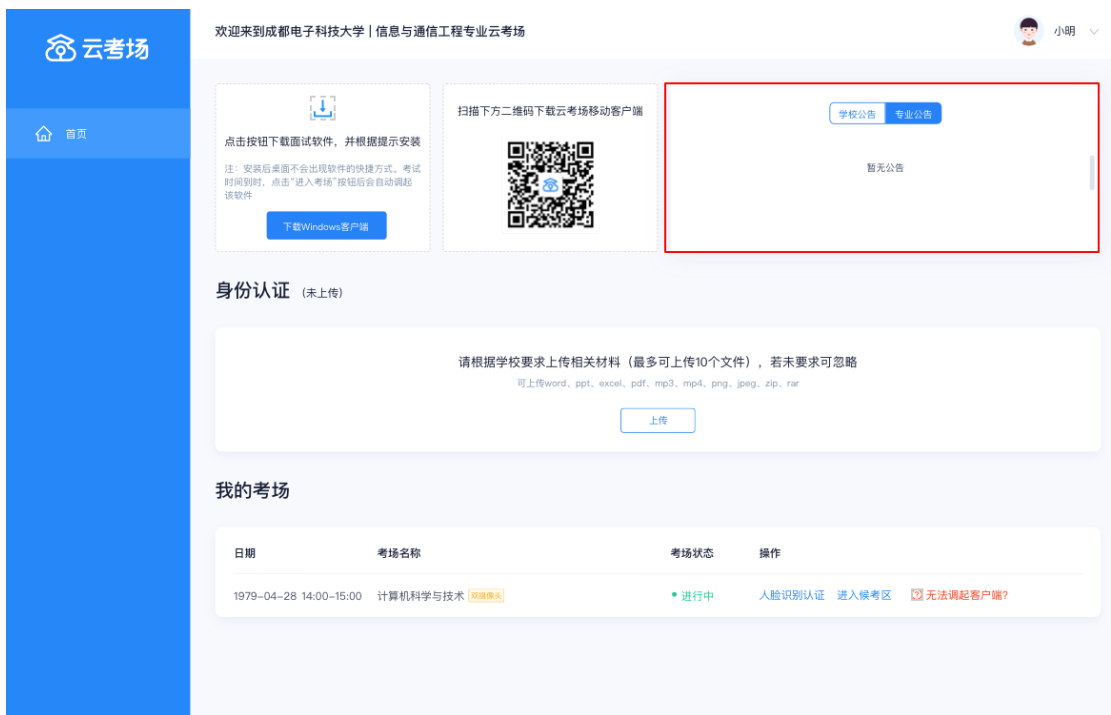 云考场
欢迎来到成都电子科技大学 | 信息与通信工程专业云考场
小明
首页
点击按钮下载面试软件，并根据提示安装
注：安装后桌面不会出现软件的快捷方式。考试
时间到时，点击“进入考场”按钮后会自动调起
该软件
下载Windows客户端
扫描下方二维码下载云考场移动客户端
学校公告 专业公告
暂无公告
身份认证 （未上传）
请根据学校要求上传相关材料（最多可上传10个文件），若未要求可忽略
可上传word、ppt、excel、pdf、mp3、mp4、png、jpeg、zip、rar
上传
我的考场
日期 考场名称 考场状态 操作
1979-04-28 14:00-15:00 计算机科学与技术 双摄像头 进行中 人脸识别认证 进入候考区 无法调起客户端?